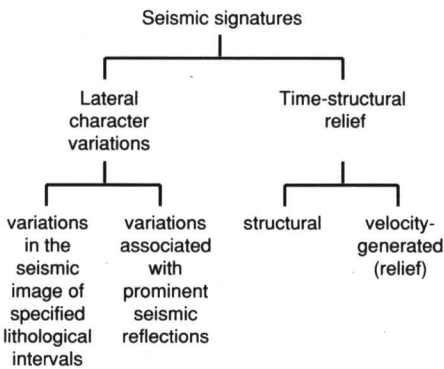 Seismic signatures
Lateral
character
variations
Time-structural
relief
variations
in the
seismic
image of
specified
lithological
intervals
variations
associated
with
prominent
seismic
reflections
structural
velocity-
generated
(relief)